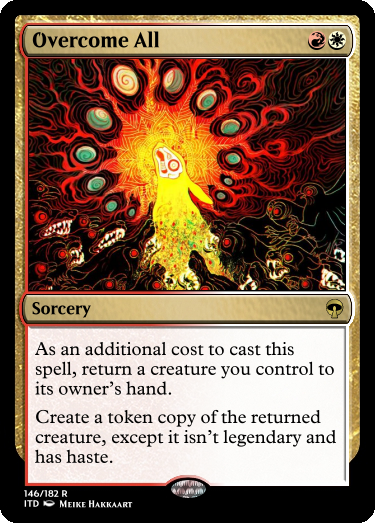 Overcome All
Sorcery
As an additional cost to cast this
spell, return a creature you control to
its owner's hand.
Create a token copy of the returned
creature, except it isn't legendary and
has haste.
146/182 R
ITD Meike Hakkaart